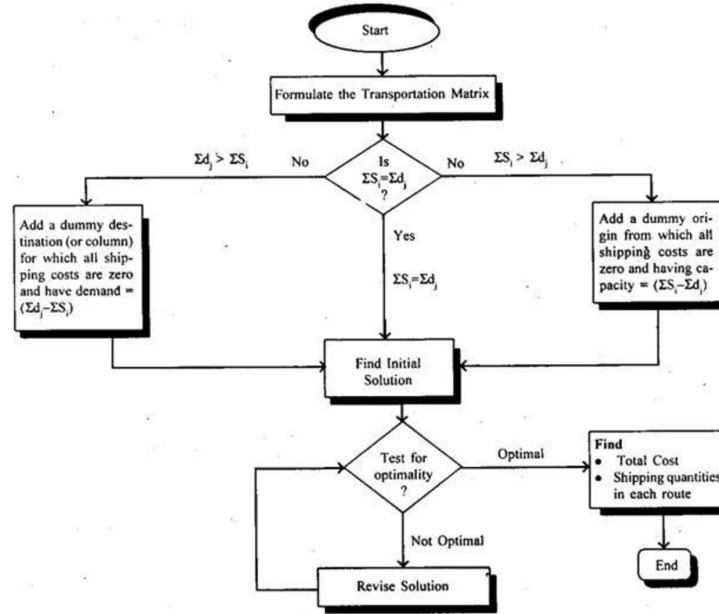 Start
Formulate the Transportation Matrix
Σdⱼ > ΣSᵢ
No
Is
ΣSᵢ=Σdⱼ
?
No
ΣSᵢ > Σdⱼ
Add a dummy des-
tination (or column)
for which all ship-
ping costs are zero
and have demand =
(Σdⱼ–ΣSᵢ)
Yes
ΣSᵢ=Σdⱼ
Add a dummy ori-
gin from which all
shipping costs are
zero and having ca-
pacity = (ΣSᵢ–Σdⱼ)
Find Initial
Solution
Test for
optimality
?
Optimal
Find
• Total Cost
• Shipping quantities
in each route
Not Optimal
Revise Solution
End